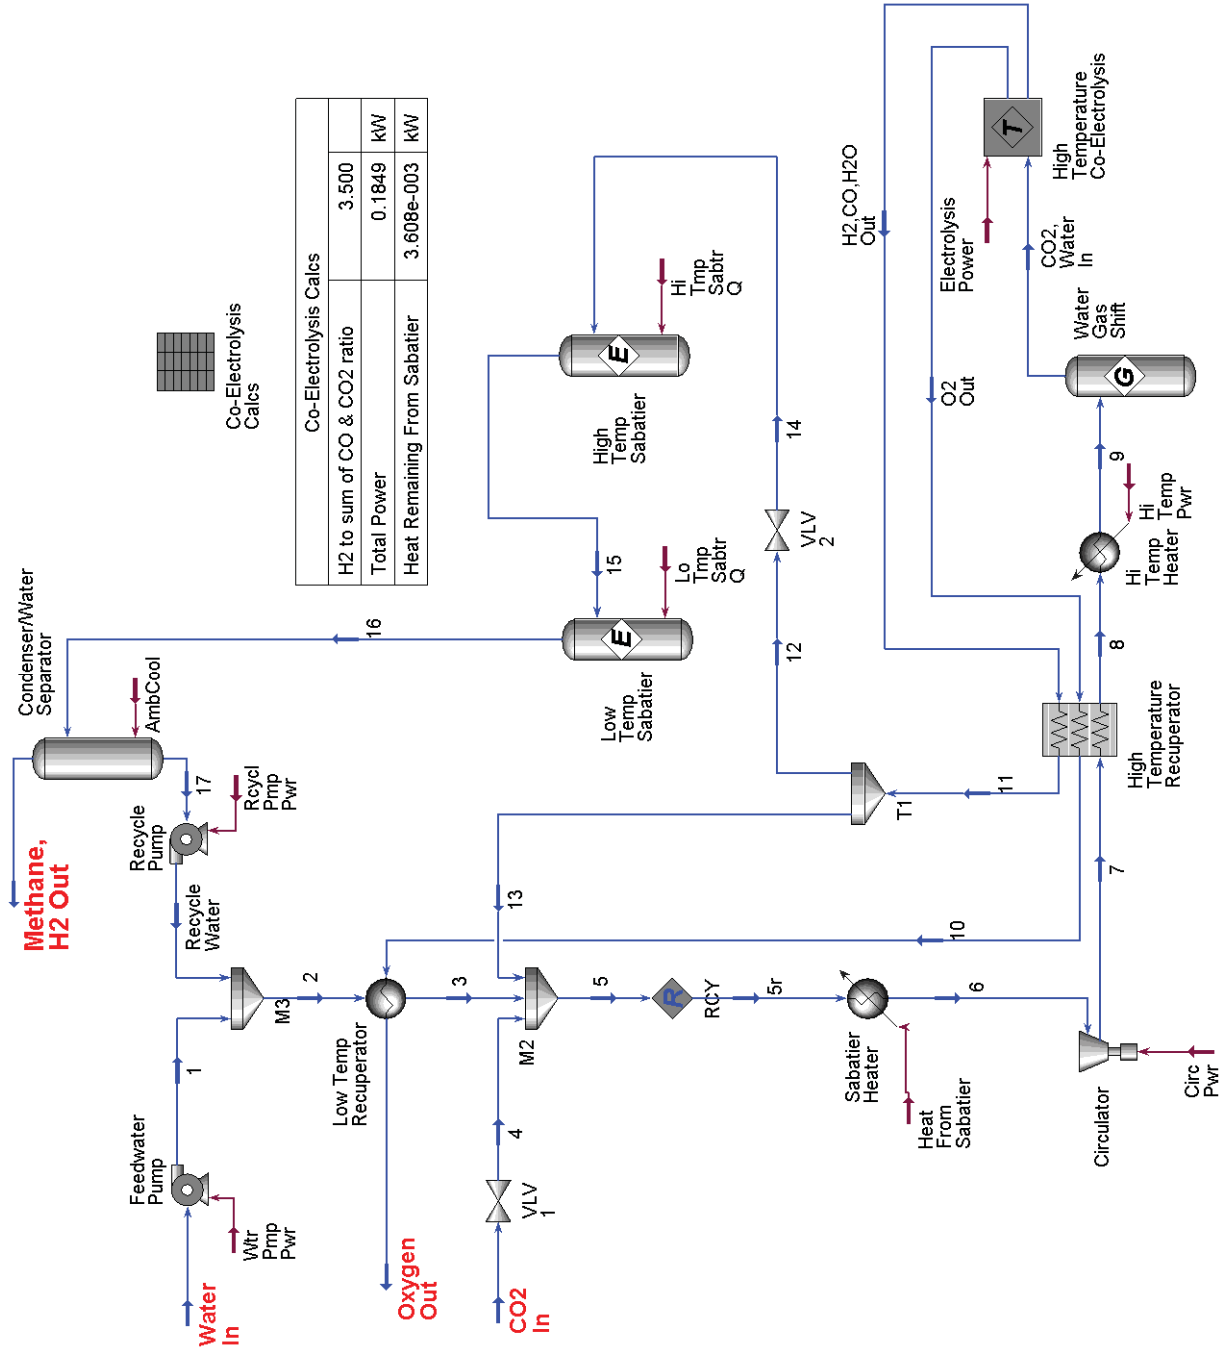 Water
In
Wtr
Pmp
Pwr
Feedwater
Pump
1
M3
Recycle
Water
Recycle
Pump
Rcycl
Pmp
Pwr
17
Methane,
H2 Out
Condenser/Water
Separator
AmbCool
16
2
Low Temp
Recuperator
Oxygen
Out
3
CO2
In
VLV
1
4
M2
13
5
R
RCY
5r
Sabatier
Heater
Heat
From
Sabatier
6
Circulator
Circ
Pwr
7
10
High
Temperature
Recuperator
11
T1
12
VLV
2
14
E
High
Temp
Sabatier
Hi
Tmp
Sabtr
Q
15
E
Low
Temp
Sabatier
Lo
Tmp
Sabtr
Q
8
Hi
Temp
Heater
Hi
Temp
Pwr
9
G
Water
Gas
Shift
CO2,
Water
In
Electrolysis
Power
T
High
Temperature
Co-Electrolysis
H2,CO,H2O
Out
O2
Out
Co-Electrolysis
Calcs
Co-Electrolysis Calcs
H2 to sum of CO & CO2 ratio 3.500
Total Power 0.1849 kW
Heat Remaining From Sabatier 3.608e-003 kW